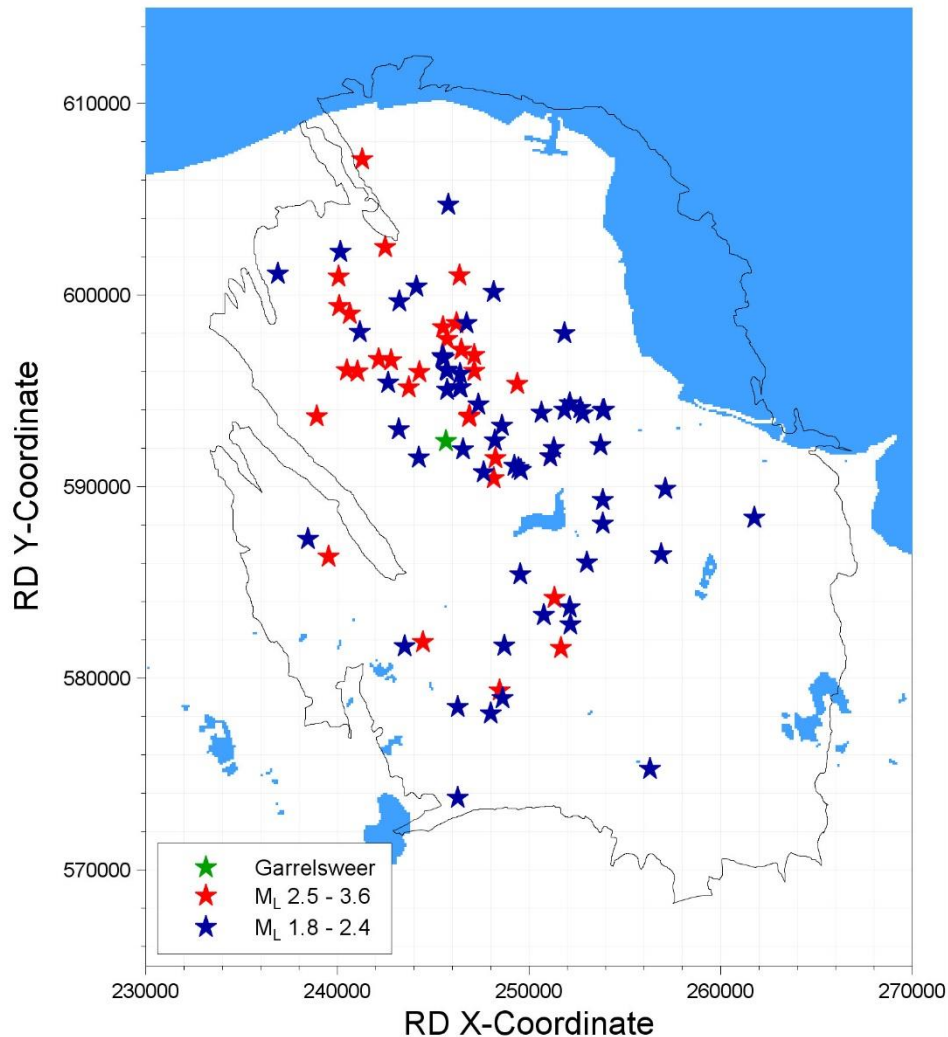 RD Y-Coordinate
610000
600000
590000
580000
570000
Garrelsweer
M_L 2.5 - 3.6
M_L 1.8 - 2.4
230000 240000 250000 260000 270000
RD X-Coordinate